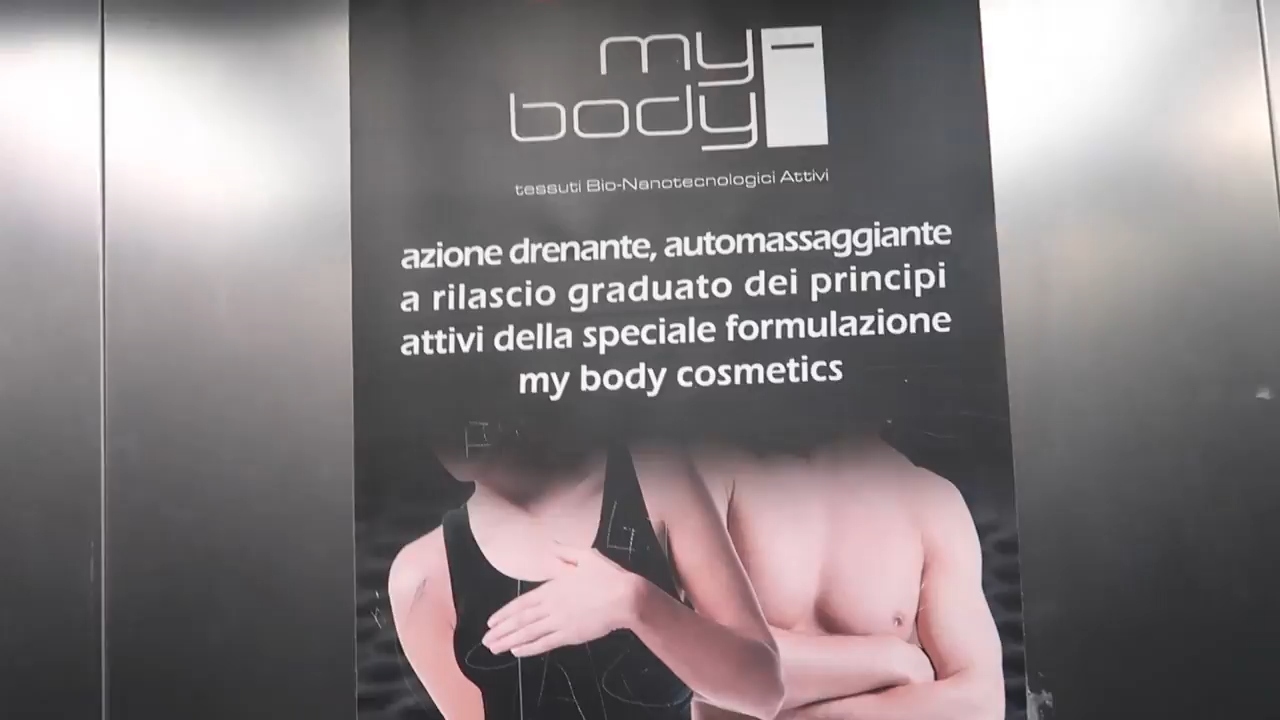 my
body
tessuti Bio-Nanotecnologici Attivi
azione drenante, automassaggiante
a rilascio graduato dei principi
attivi della speciale formulazione
my body cosmetics